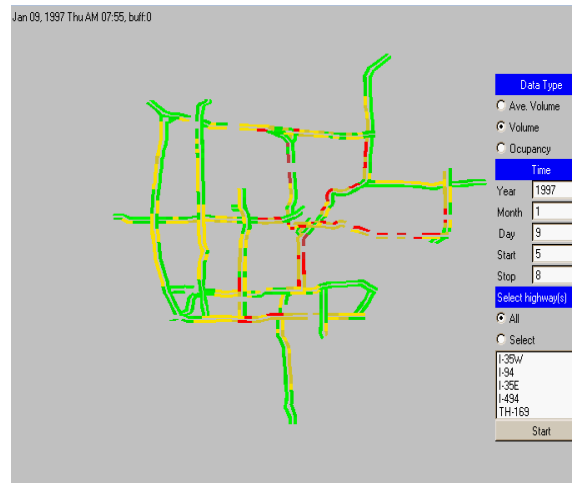 Jan 09, 1997 Thu AM 07:55, buff:0
Data Type
Ave. Volume
Volume
Ocupancy
Time
Year 1997
Month 1
Day 9
Start 5
Stop 8
Select highway(s)
All
Select
I-35W
I-94
I-35E
I-494
TH-169
Start